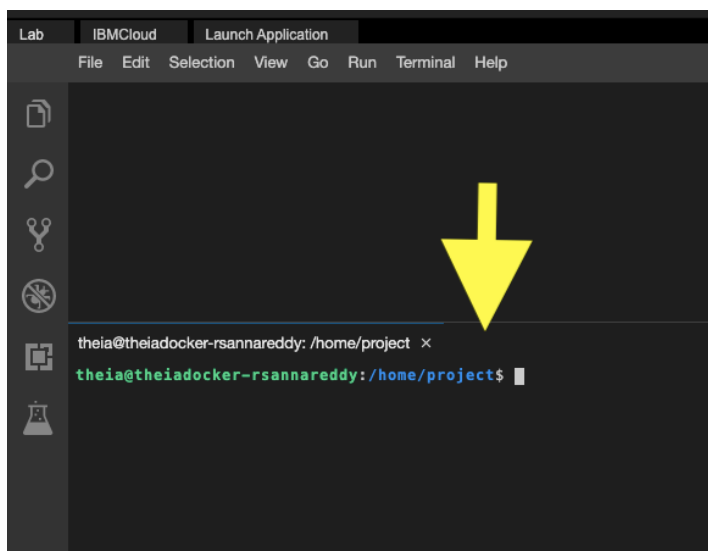 Lab IBMCloud Launch Application
File Edit Selection View Go Run Terminal Help
theia@theiadocker-rsannareddy: /home/project ×
theia@theiadocker-rsannareddy:/home/project$